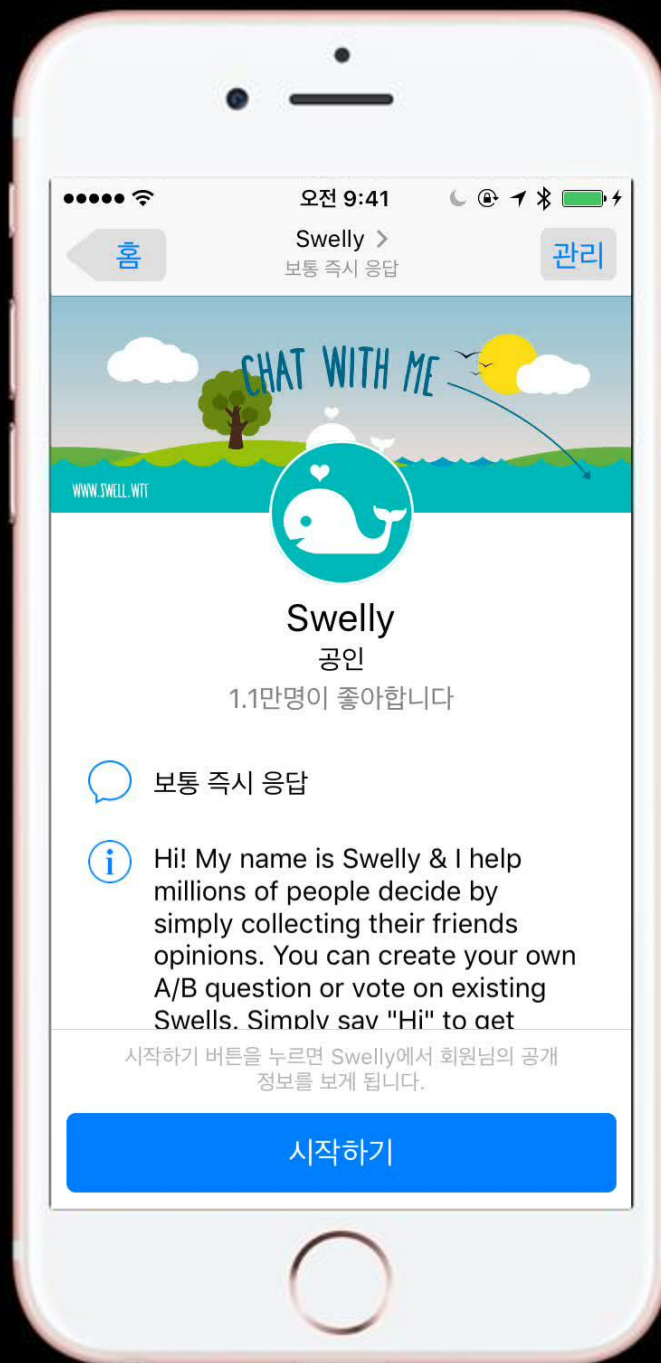 오전 9:41
Swelly >
홈
보통 즉시 응답
관리
CHAT WITH ME
WWW.SWELL.WTF
Swelly
공인
1.1만명이 좋아합니다
보통 즉시 응답
Hi! My name is Swelly & I help
millions of people decide by
simply collecting their friends
opinions. You can create your own
A/B question or vote on existing
Swells. Simply say "Hi" to get
시작하기 버튼을 누르면 Swelly에서 회원님의 공개
정보를 보게 됩니다.
시작하기